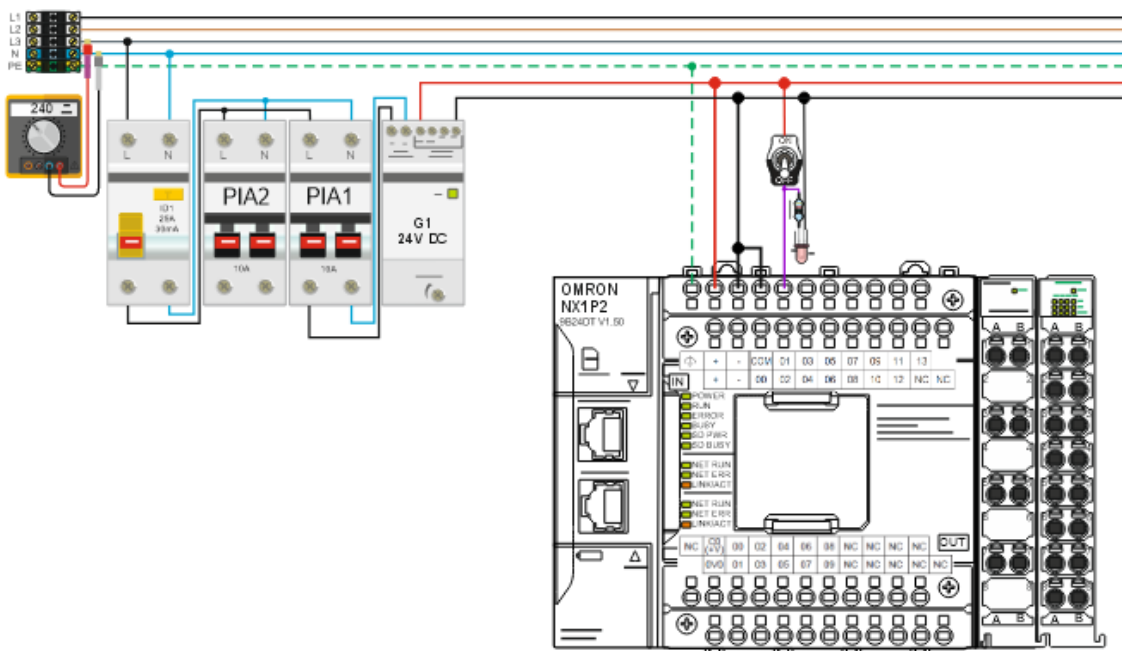 L1
L2
L3
N
PE
240
L N
L N
L N
PIA2
PIA1
ID1
25A
30mA
10A
10A
G1
24V DC
ON
OFF
OMRON
NX1P2
9B24DT V1.50
+ - COM 01 03 05 07 09 11 13
IN + - 00 02 04 06 08 10 12 NC NC
POWER
RUN
ERROR
BUSY
SD PWR
SD BUSY
NET RUN
NET ERR
LINK/ACT
NET RUN
NET ERR
LINK/ACT
NC C0 (+V) 00 02 04 06 08 NC NC NC NC OUT
0V0 01 03 05 07 09 NC NC NC NC NC
A B
A B
A B
A B